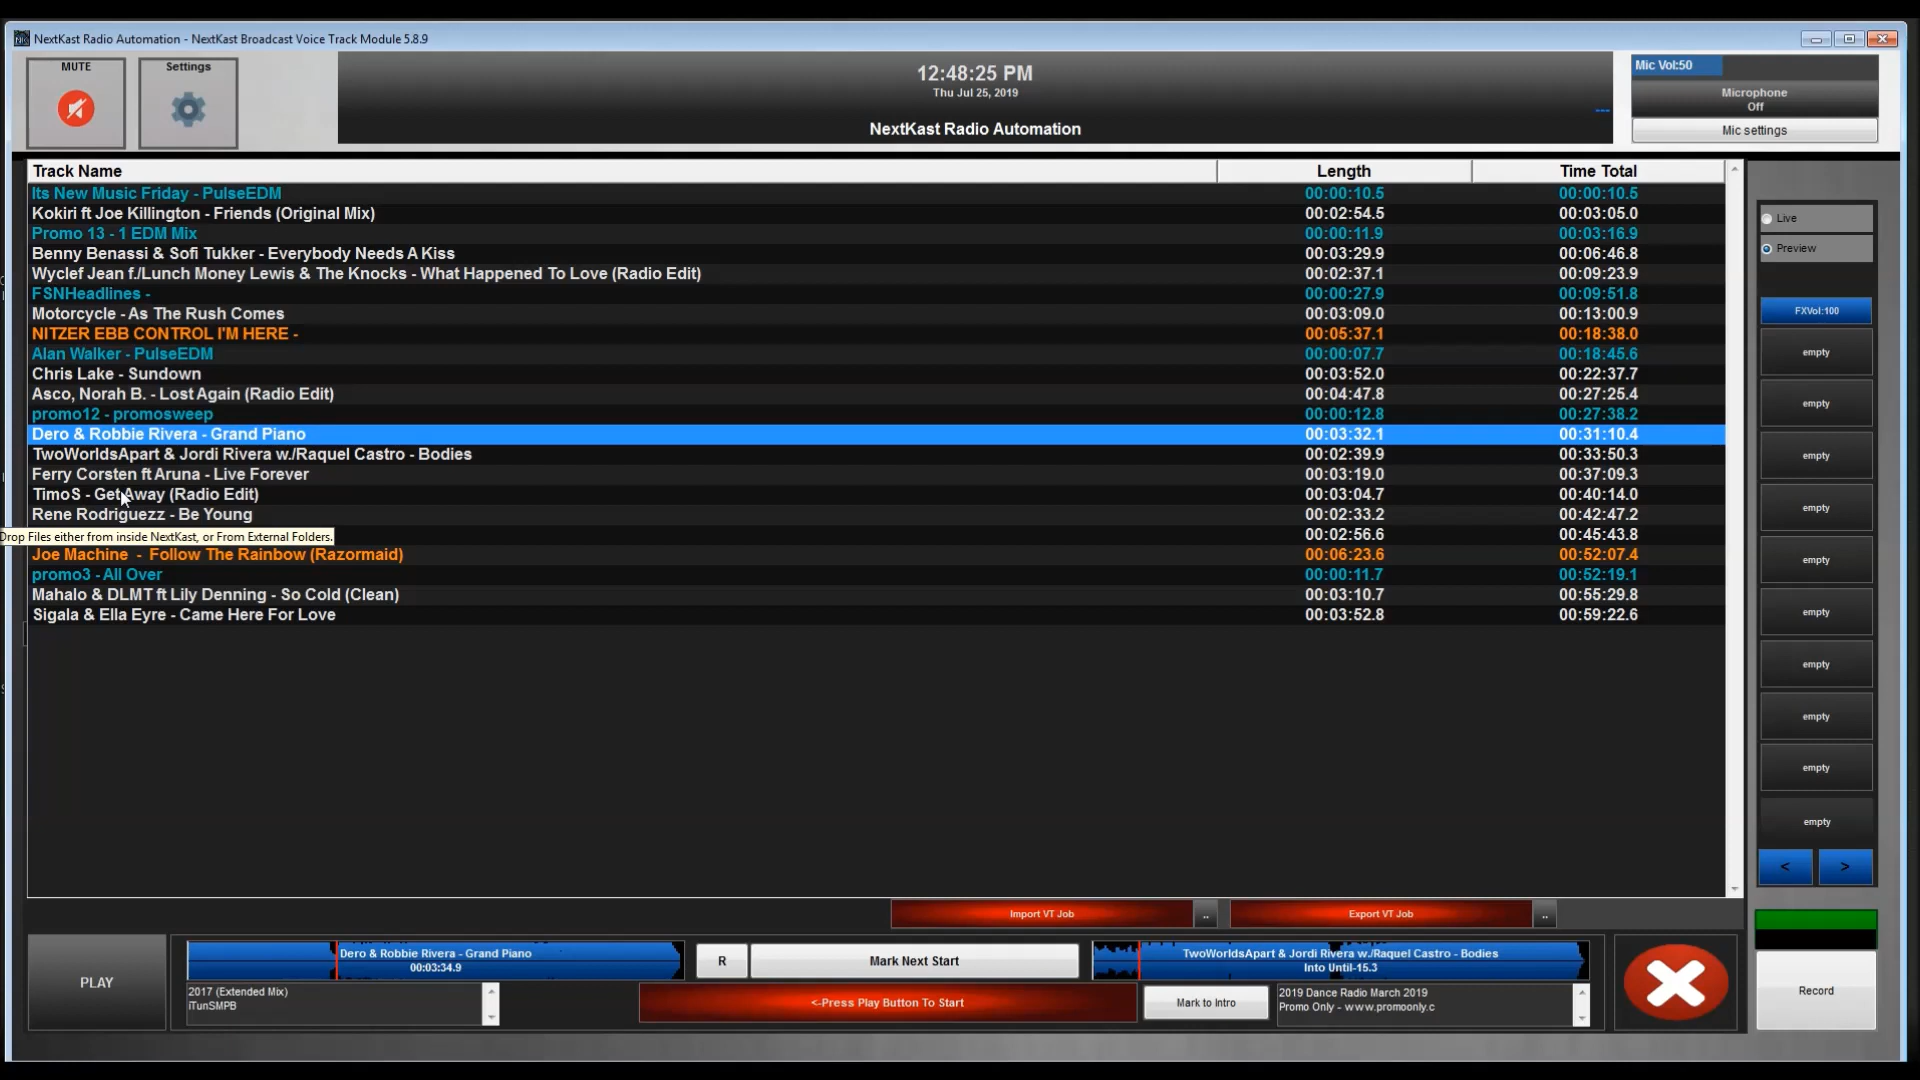 NextKast Radio Automation - NextKast Broadcast Voice Track Module 5.8.9
MUTE
Settings
12:48:25 PM
Thu Jul 25, 2019
NextKast Radio Automation
---
Mic Vol:50
Microphone
Off
Mic settings
Track Name Length Time Total
Its New Music Friday - PulseEDM 00:00:10.5 00:00:10.5
Kokiri ft Joe Killington - Friends (Original Mix) 00:02:54.5 00:03:05.0
Promo 13 - 1 EDM Mix 00:00:11.9 00:03:16.9
Benny Benassi & Sofi Tukker - Everybody Needs A Kiss 00:03:29.9 00:06:46.8
Wyclef Jean f./Lunch Money Lewis & The Knocks - What Happened To Love (Radio Edit) 00:02:37.1 00:09:23.9
FSNHeadlines - 00:00:27.9 00:09:51.8
Motorcycle - As The Rush Comes 00:03:09.0 00:13:00.9
NITZER EBB CONTROL I'M HERE - 00:05:37.1 00:18:38.0
Alan Walker - PulseEDM 00:00:07.7 00:18:45.6
Chris Lake - Sundown 00:03:52.0 00:22:37.7
Asco, Norah B. - Lost Again (Radio Edit) 00:04:47.8 00:27:25.4
promo12 - promosweep 00:00:12.8 00:27:38.2
Dero & Robbie Rivera - Grand Piano 00:03:32.1 00:31:10.4
TwoWorldsApart & Jordi Rivera w./Raquel Castro - Bodies 00:02:39.9 00:33:50.3
Ferry Corsten ft Aruna - Live Forever 00:03:19.0 00:37:09.3
TimoS - Get Away (Radio Edit) 00:03:04.7 00:40:14.0
Rene Rodriguezz - Be Young 00:02:33.2 00:42:47.2
Drop Files either from inside NextKast, or From External Folders. 00:02:56.6 00:45:43.8
Joe Machine - Follow The Rainbow (Razormaid) 00:06:23.6 00:52:07.4
promo3 - All Over 00:00:11.7 00:52:19.1
Mahalo & DLMT ft Lily Denning - So Cold (Clean) 00:03:10.7 00:55:29.8
Sigala & Ella Eyre - Came Here For Love 00:03:52.8 00:59:22.6
Live
Preview
FXVol:100
empty
empty
empty
empty
empty
empty
empty
empty
empty
empty
< >
Import VT Job .. Export VT Job ..
PLAY
Dero & Robbie Rivera - Grand Piano
00:03:34.9
2017 (Extended Mix)
iTunSMPB
R
Mark Next Start
<-Press Play Button To Start
Mark to Intro
TwoWorldsApart & Jordi Rivera w./Raquel Castro - Bodies
Into Until-15.3
2019 Dance Radio March 2019
Promo Only - www.promoonly.c
Record